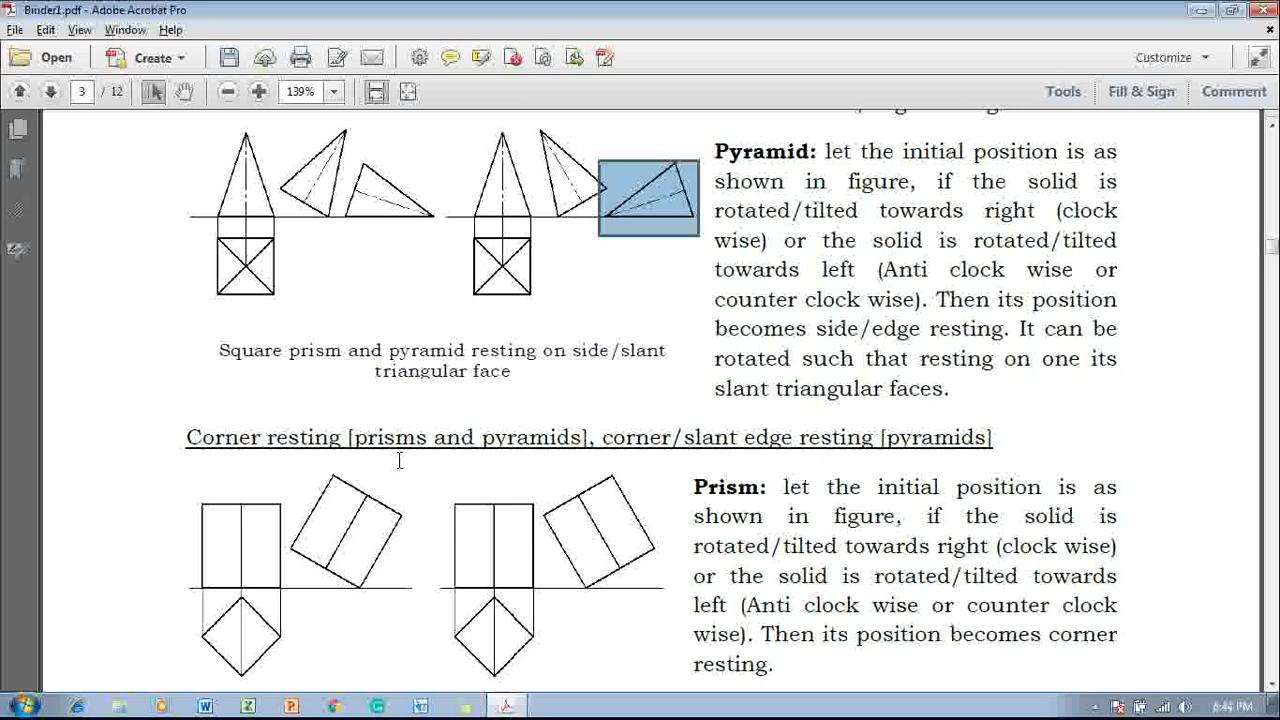 Binder1.pdf - Adobe Acrobat Pro
File Edit View Window Help
Open Create Customize
3 / 12 139% Tools Fill & Sign Comment
Pyramid: let the initial position is as
shown in figure, if the solid is
rotated/tilted towards right (clock
wise) or the solid is rotated/tilted
towards left (Anti clock wise or
counter clock wise). Then its position
becomes side/edge resting. It can be
rotated such that resting on one its
slant triangular faces.
Square prism and pyramid resting on side/slant
triangular face
Corner resting [prisms and pyramids], corner/slant edge resting [pyramids]
Prism: let the initial position is as
shown in figure, if the solid is
rotated/tilted towards right (clock wise)
or the solid is rotated/tilted towards
left (Anti clock wise or counter clock
wise). Then its position becomes corner
resting.
6:44 PM